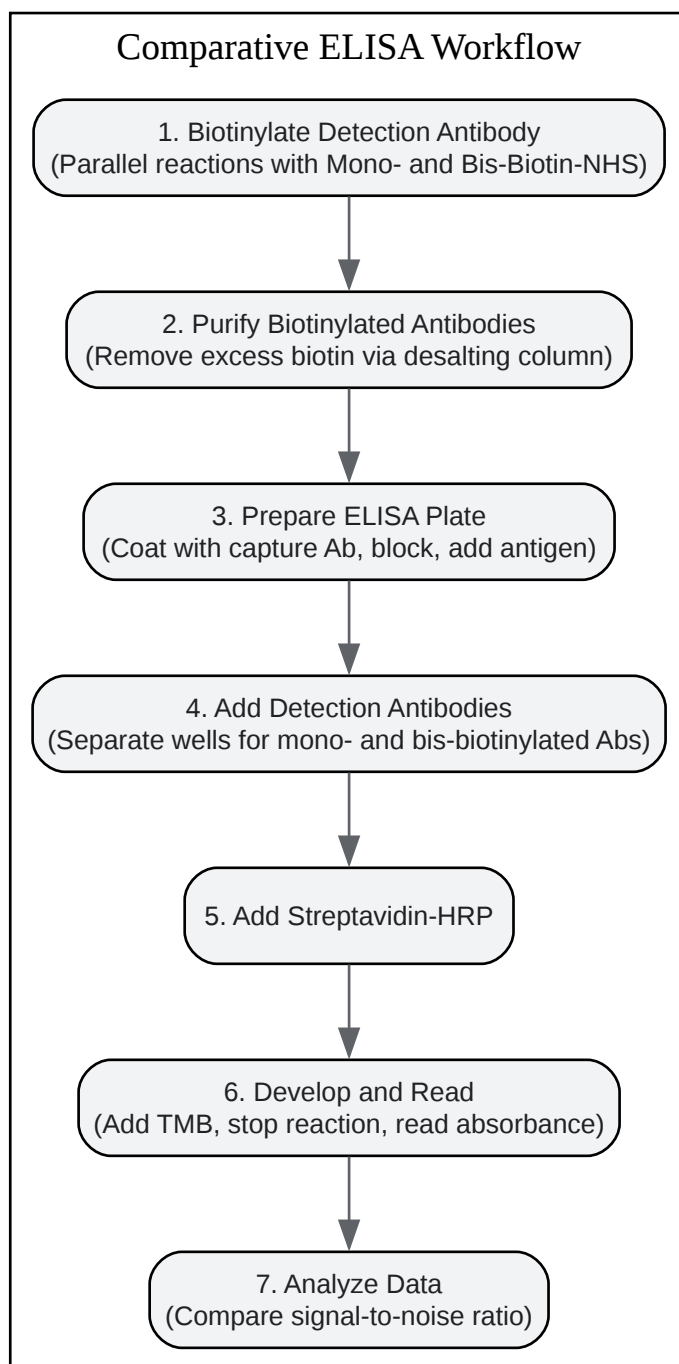 Comparative ELISA Workflow
1. Biotinylate Detection Antibody
(Parallel reactions with Mono- and Bis-Biotin-NHS)
2. Purify Biotinylated Antibodies
(Remove excess biotin via desalting column)
3. Prepare ELISA Plate
(Coat with capture Ab, block, add antigen)
4. Add Detection Antibodies
(Separate wells for mono- and bis-biotinylated Abs)
5. Add Streptavidin-HRP
6. Develop and Read
(Add TMB, stop reaction, read absorbance)
7. Analyze Data
(Compare signal-to-noise ratio)